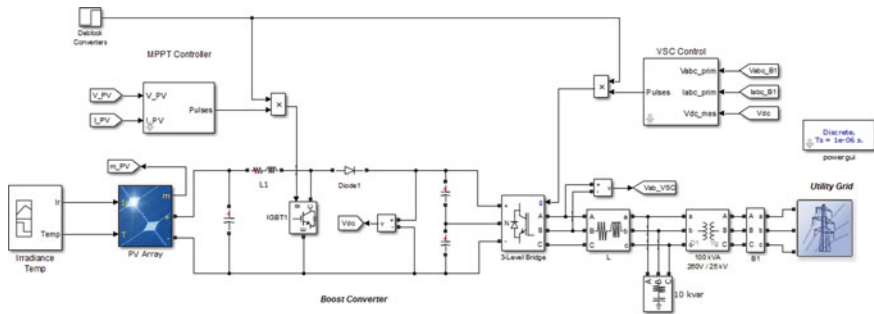 Deblock
Converters
MPPT Controller
VSC Control
V_PV
V_PV
Pulses
I_PV
I_PV
×
×
Pulses
Vabc_prim
Vabc_B1
Iabc_prim
Iabc_B1
Vdc_mes
Vdc
Discrete,
Ts = 1e-06 s.
powergui
m_PV
Ir
Temp
Irradiance
Temp
I
T
m
+
-
PV Array
L1
g
C
E
IGBT1
Diode1
Vdc
+
-
v
+
-
v
Vab_VSC
g
+
N
-
A
B
C
3-Level Bridge
A
B
C
a
b
c
L
A
B
C
10 kvar
a
b
c
A
B
C
100 kVA
260V / 25 kV
A
B
C
a
b
c
B1
Utility Grid
Boost Converter